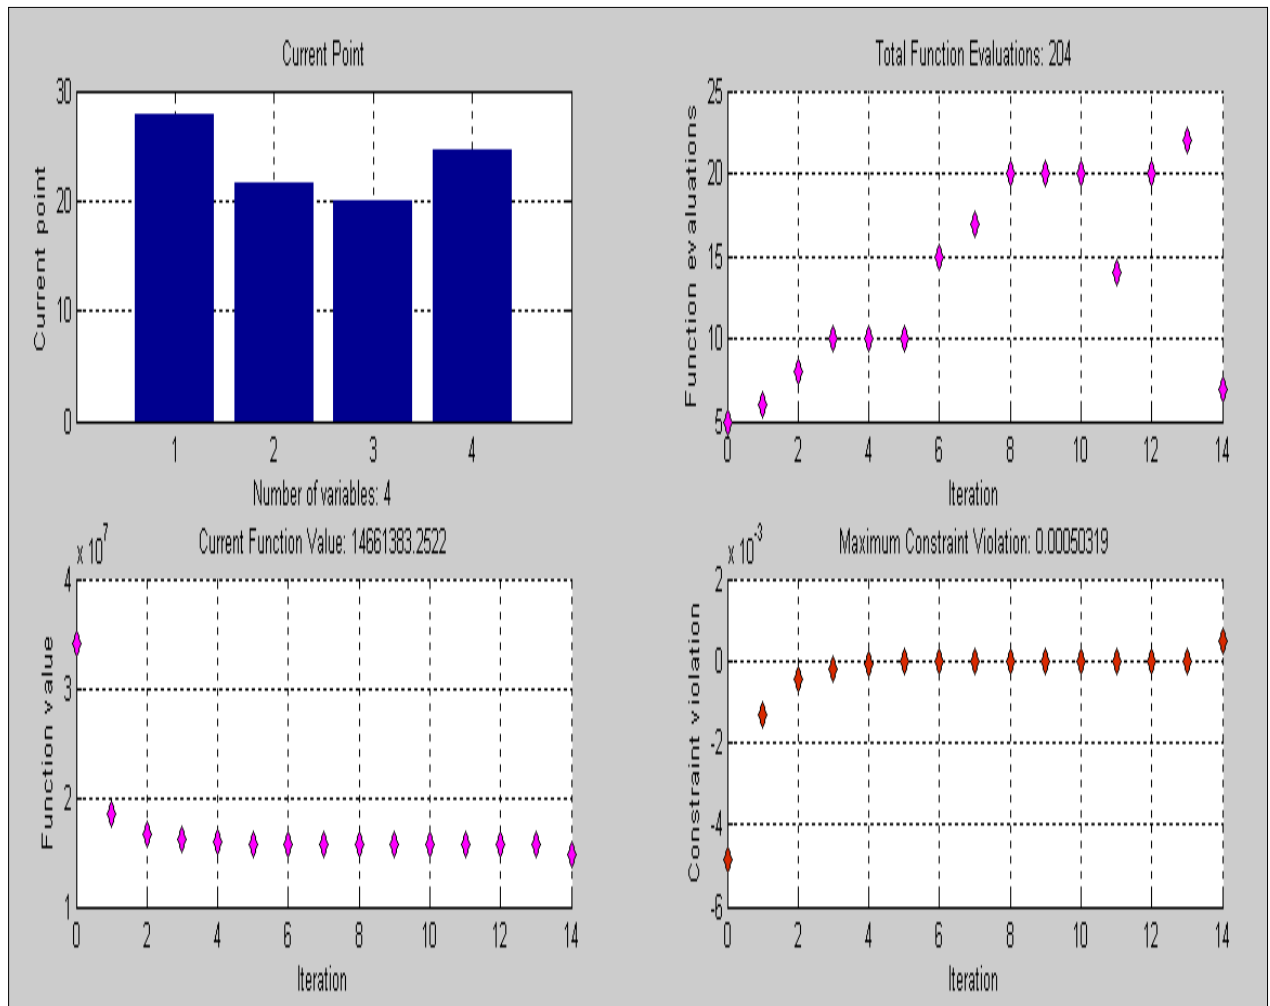 Current Point
Current point
30
20
10
0
1 2 3 4
Number of variables: 4
Total Function Evaluations: 204
Function evaluations
25
20
15
10
5
0 2 4 6 8 10 12 14
Iteration
Current Function Value: 14661383.2522
x 10^7
Function value
4
3
2
1
0 2 4 6 8 10 12 14
Iteration
Maximum Constraint Violation: 0.00050319
x 10^-3
Constraint violation
2
0
-2
-4
-6
0 2 4 6 8 10 12 14
Iteration